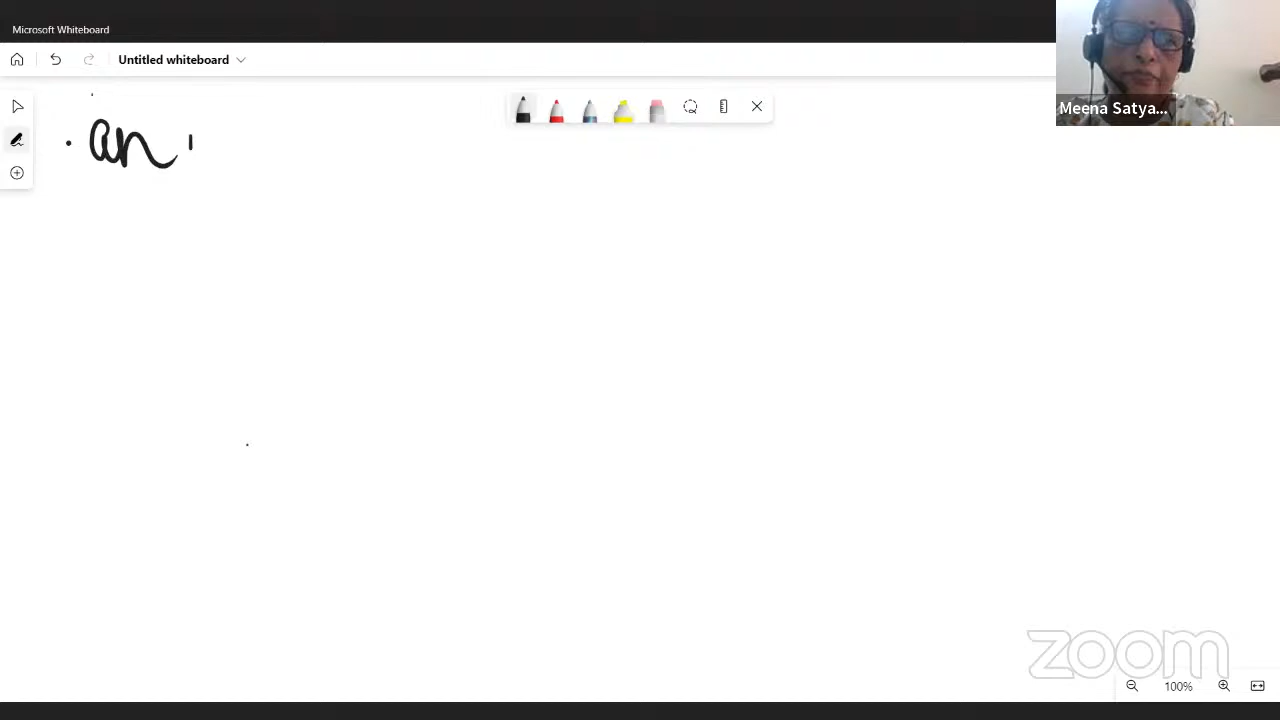 Microsoft Whiteboard
Untitled whiteboard
Meena Satya...
· an
zoom
100%